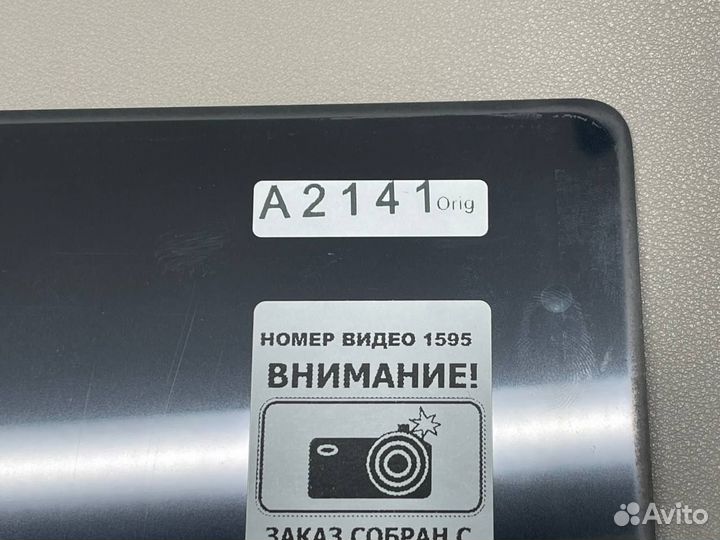 A2141 Orig
НОМЕР ВИДЕО 1595
ВНИМАНИЕ!
ЗАКАЗ СОБРАН С
Avito